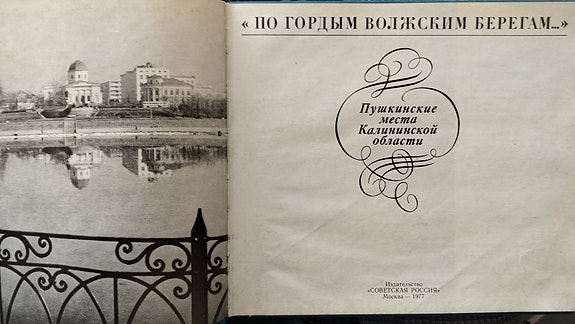 « ПО ГОРДЫМ ВОЛЖСКИМ БЕРЕГАМ...»
Пушкинские
места
Калининской
области
Издательство
«СОВЕТСКАЯ РОССИЯ»
Москва — 1977